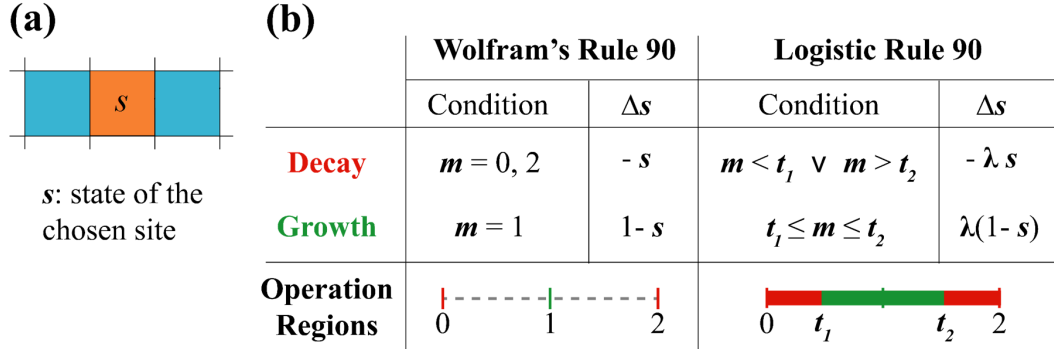 (a)
s
s: state of the
chosen site
(b)
Wolfram's Rule 90 Logistic Rule 90
Condition Δs Condition Δs
Decay m = 0, 2 - s m < t₁ ∨ m > t₂ - λ s
Growth m = 1 1- s t₁ ≤ m ≤ t₂ λ(1- s)
Operation
Regions
0 1 2 0 t₁ t₂ 2